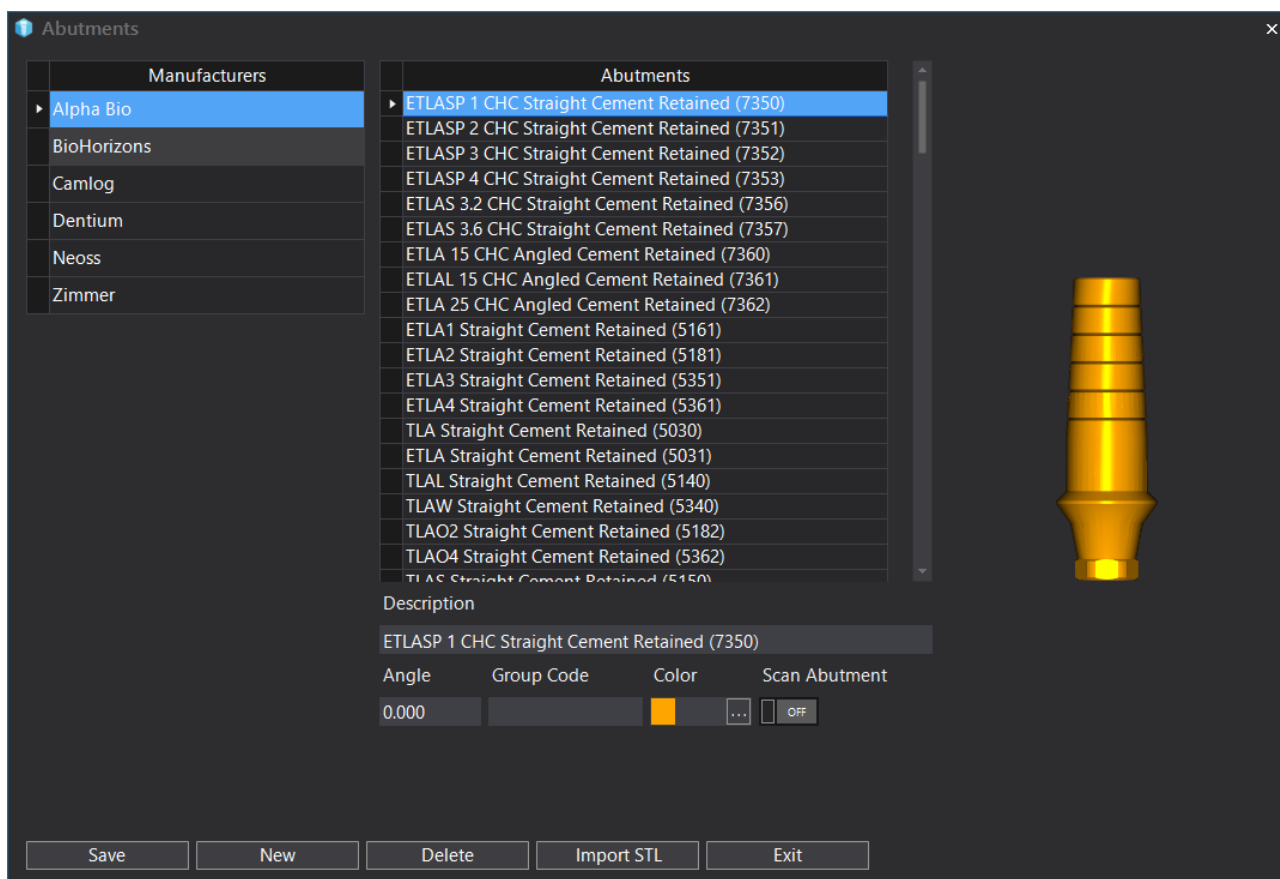 Abutments
Manufacturers
Alpha Bio
BioHorizons
Camlog
Dentium
Neoss
Zimmer
Abutments
ETLASP 1 CHC Straight Cement Retained (7350)
ETLASP 2 CHC Straight Cement Retained (7351)
ETLASP 3 CHC Straight Cement Retained (7352)
ETLASP 4 CHC Straight Cement Retained (7353)
ETLAS 3.2 CHC Straight Cement Retained (7356)
ETLAS 3.6 CHC Straight Cement Retained (7357)
ETLA 15 CHC Angled Cement Retained (7360)
ETLAL 15 CHC Angled Cement Retained (7361)
ETLA 25 CHC Angled Cement Retained (7362)
ETLA1 Straight Cement Retained (5161)
ETLA2 Straight Cement Retained (5181)
ETLA3 Straight Cement Retained (5351)
ETLA4 Straight Cement Retained (5361)
TLA Straight Cement Retained (5030)
ETLA Straight Cement Retained (5031)
TLAL Straight Cement Retained (5140)
TLAW Straight Cement Retained (5340)
TLAO2 Straight Cement Retained (5182)
TLAO4 Straight Cement Retained (5362)
TLAS Straight Cement Retained (5150)
Description
ETLASP 1 CHC Straight Cement Retained (7350)
Angle Group Code Color Scan Abutment
0.000 ... OFF
Save New Delete Import STL Exit